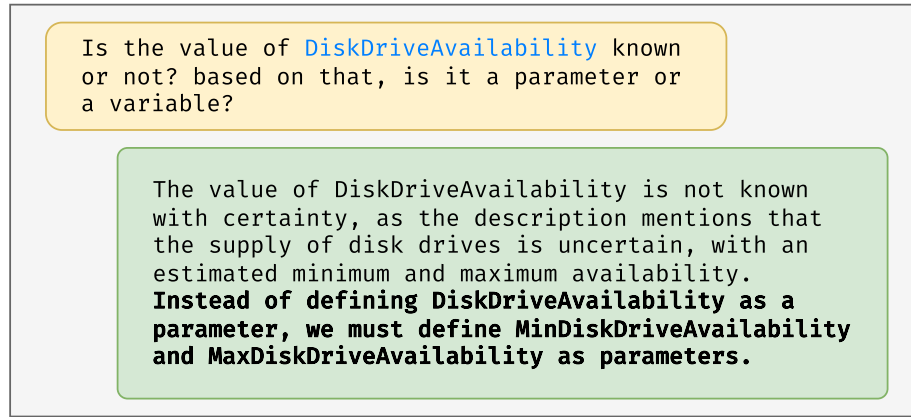 Is the value of DiskDriveAvailability known
or not? based on that, is it a parameter or
a variable?
The value of DiskDriveAvailability is not known
with certainty, as the description mentions that
the supply of disk drives is uncertain, with an
estimated minimum and maximum availability.
Instead of defining DiskDriveAvailability as a
parameter, we must define MinDiskDriveAvailability
and MaxDiskDriveAvailability as parameters.